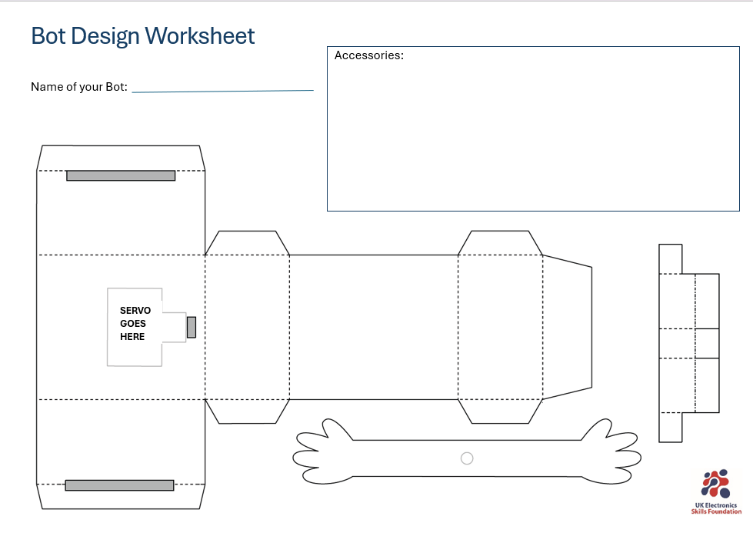 Bot Design Worksheet
Accessories:
Name of your Bot:
SERVO
GOES
HERE
UK Electronics
Skills Foundation